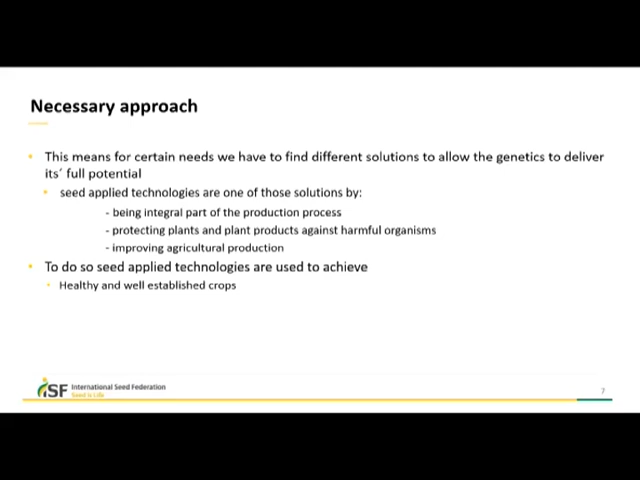 Necessary approach
This means for certain needs we have to find different solutions to allow the genetics to deliver
its´ full potential
seed applied technologies are one of those solutions by:
- being integral part of the production process
- protecting plants and plant products against harmful organisms
- improving agricultural production
To do so seed applied technologies are used to achieve
Healthy and well established crops
ISF International Seed Federation
Seed is Life
7